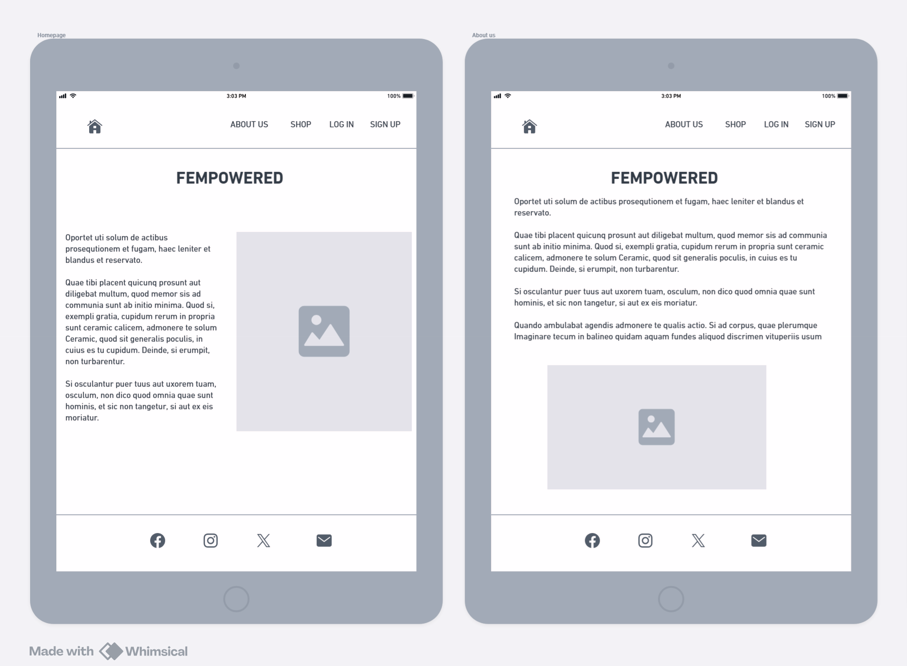 Homepage
3:03 PM
100%
ABOUT US SHOP LOG IN SIGN UP
FEMPOWERED
Oportet uti solum de actibus
prosequtionem et fugam, haec leniter et
blandus et reservato.
Quae tibi placent quicunq prosunt aut
diligebat multum, quod memor sis ad
communia sunt ab initio minima. Quod si,
exempli gratia, cupidum rerum in propria
sunt ceramic calicem, admonere te solum
Ceramic, quod sit generalis poculis, in
cuius es tu cupidum. Deinde, si erumpit,
non turbarentur.
Si osculantur puer tuus aut uxorem tuam,
osculum, non dico quod omnia quae sunt
hominis, et sic non tangetur, si aut ex eis
moriatur.
About us
3:03 PM
100%
ABOUT US SHOP LOG IN SIGN UP
FEMPOWERED
Oportet uti solum de actibus prosequtionem et fugam, haec leniter et blandus et
reservato.
Quae tibi placent quicunq prosunt aut diligebat multum, quod memor sis ad communia
sunt ab initio minima. Quod si, exempli gratia, cupidum rerum in propria sunt ceramic
calicem, admonere te solum Ceramic, quod sit generalis poculis, in cuius es tu
cupidum. Deinde, si erumpit, non turbarentur.
Si osculantur puer tuus aut uxorem tuam, osculum, non dico quod omnia quae sunt
hominis, et sic non tangetur, si aut ex eis moriatur.
Quando ambulabat agendis admonere te qualis actio. Si ad corpus, quae plerumque
Imaginare tecum in balineo quidam aquam fundes aliquod discrimen vituperiis usum
Made with Whimsical